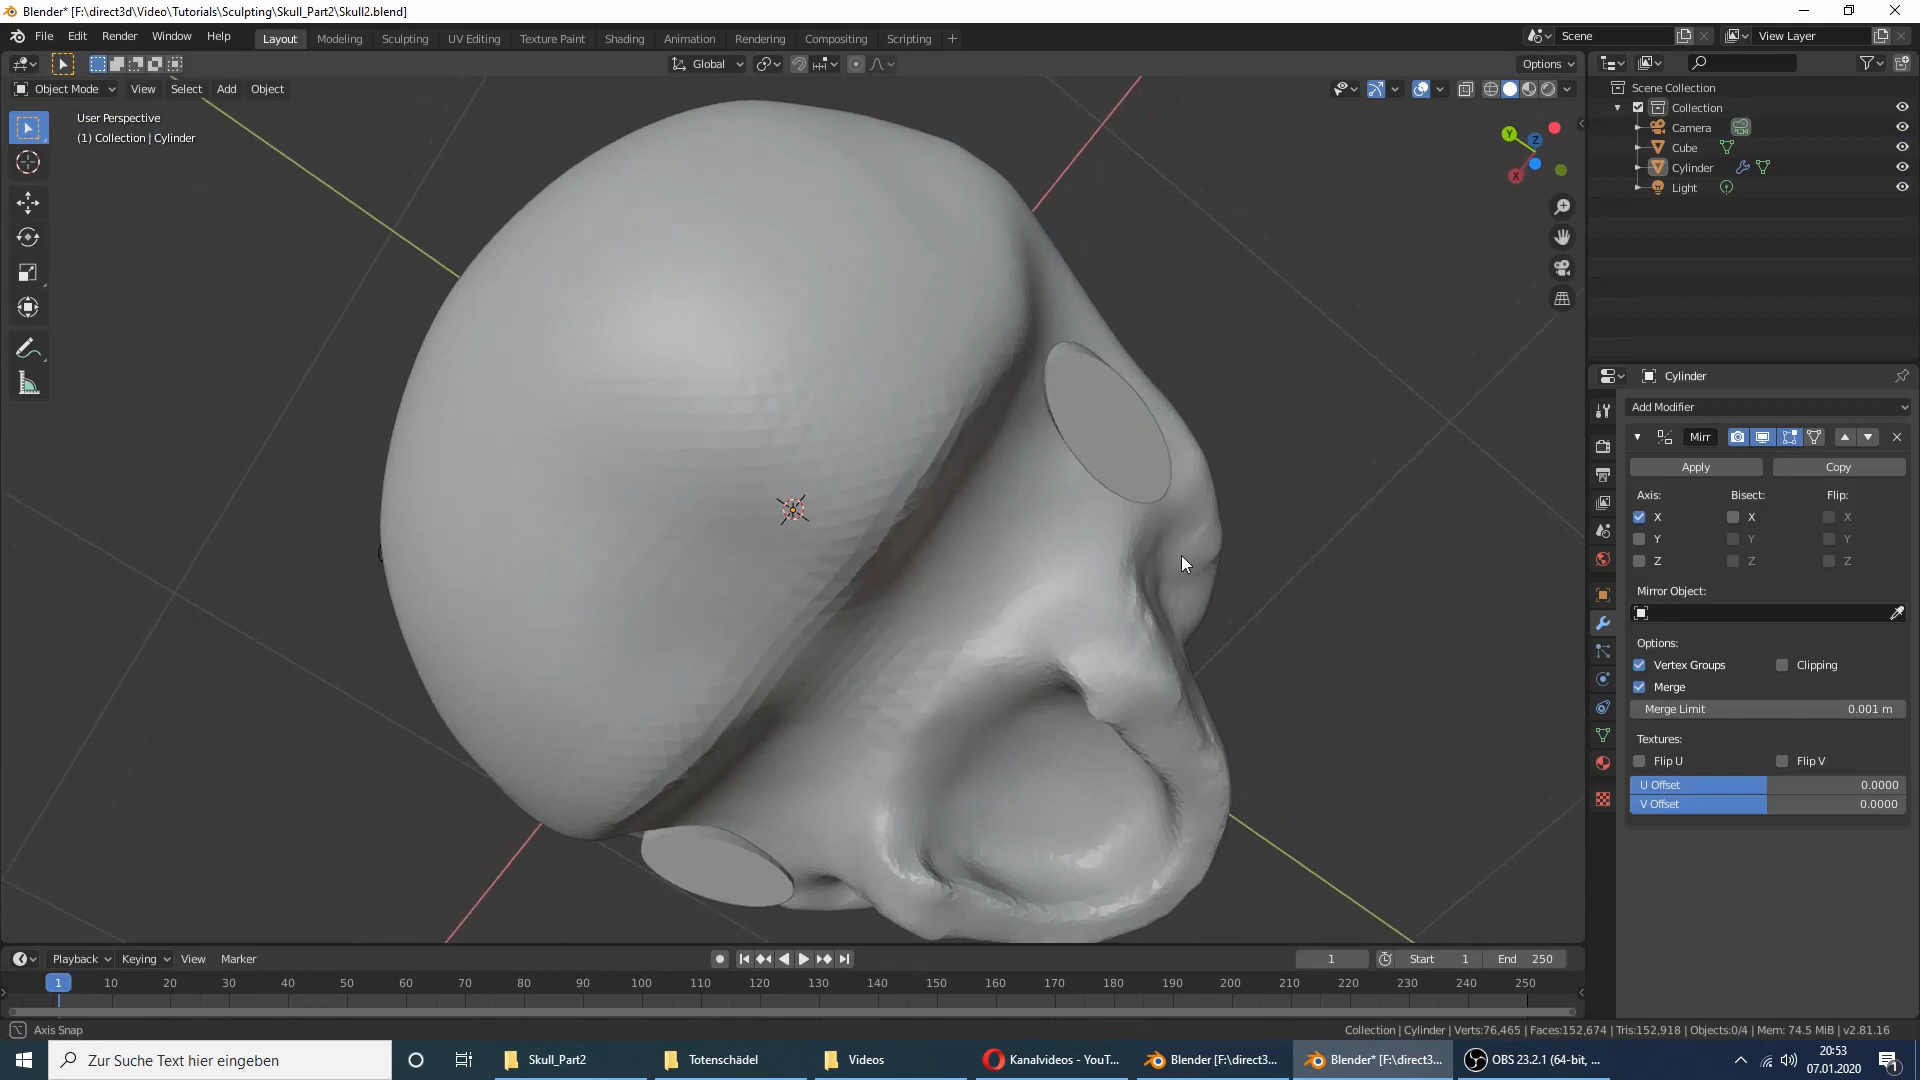 Blender* [F:\direct3d\Video\Tutorials\Sculpting\Skull_Part2\Skull2.blend]
File Edit Render Window Help Layout Modeling Sculpting UV Editing Texture Paint Shading Animation Rendering Compositing Scripting + Scene View Layer
Global Options
Object Mode View Select Add Object
User Perspective
(1) Collection | Cylinder
Y Z X
Scene Collection
Collection
Camera
Cube
Cylinder
Light
Cylinder
Add Modifier
Mirr
Apply Copy
Axis: Bisect: Flip:
X X X
Y Y Y
Z Z Z
Mirror Object:
Options:
Vertex Groups Clipping
Merge
Merge Limit 0.001 m
Textures:
Flip U Flip V
U Offset 0.0000
V Offset 0.0000
Playback Keying View Marker 1 Start 1 End 250
1 10 20 30 40 50 60 70 80 90 100 110 120 130 140 150 160 170 180 190 200 210 220 230 240 250
Axis Snap Collection | Cylinder | Verts:76,465 | Faces:152,674 | Tris:152,918 | Objects:0/4 | Mem: 74.5 MiB | v2.81.16
Zur Suche Text hier eingeben Skull_Part2 Totenschädel Videos Kanalvideos - YouT... Blender [F:\direct3... Blender* [F:\direct3... OBS 23.2.1 (64-bit, ... 20:53
07.01.2020 1